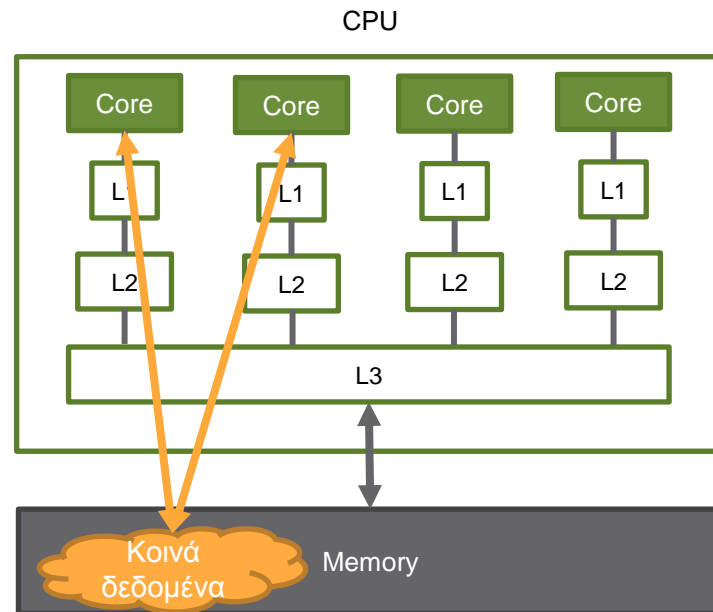 CPU
Core Core Core Core
L1 L1 L1 L1
L2 L2 L2 L2
L3
Κοινά
δεδομένα
Memory